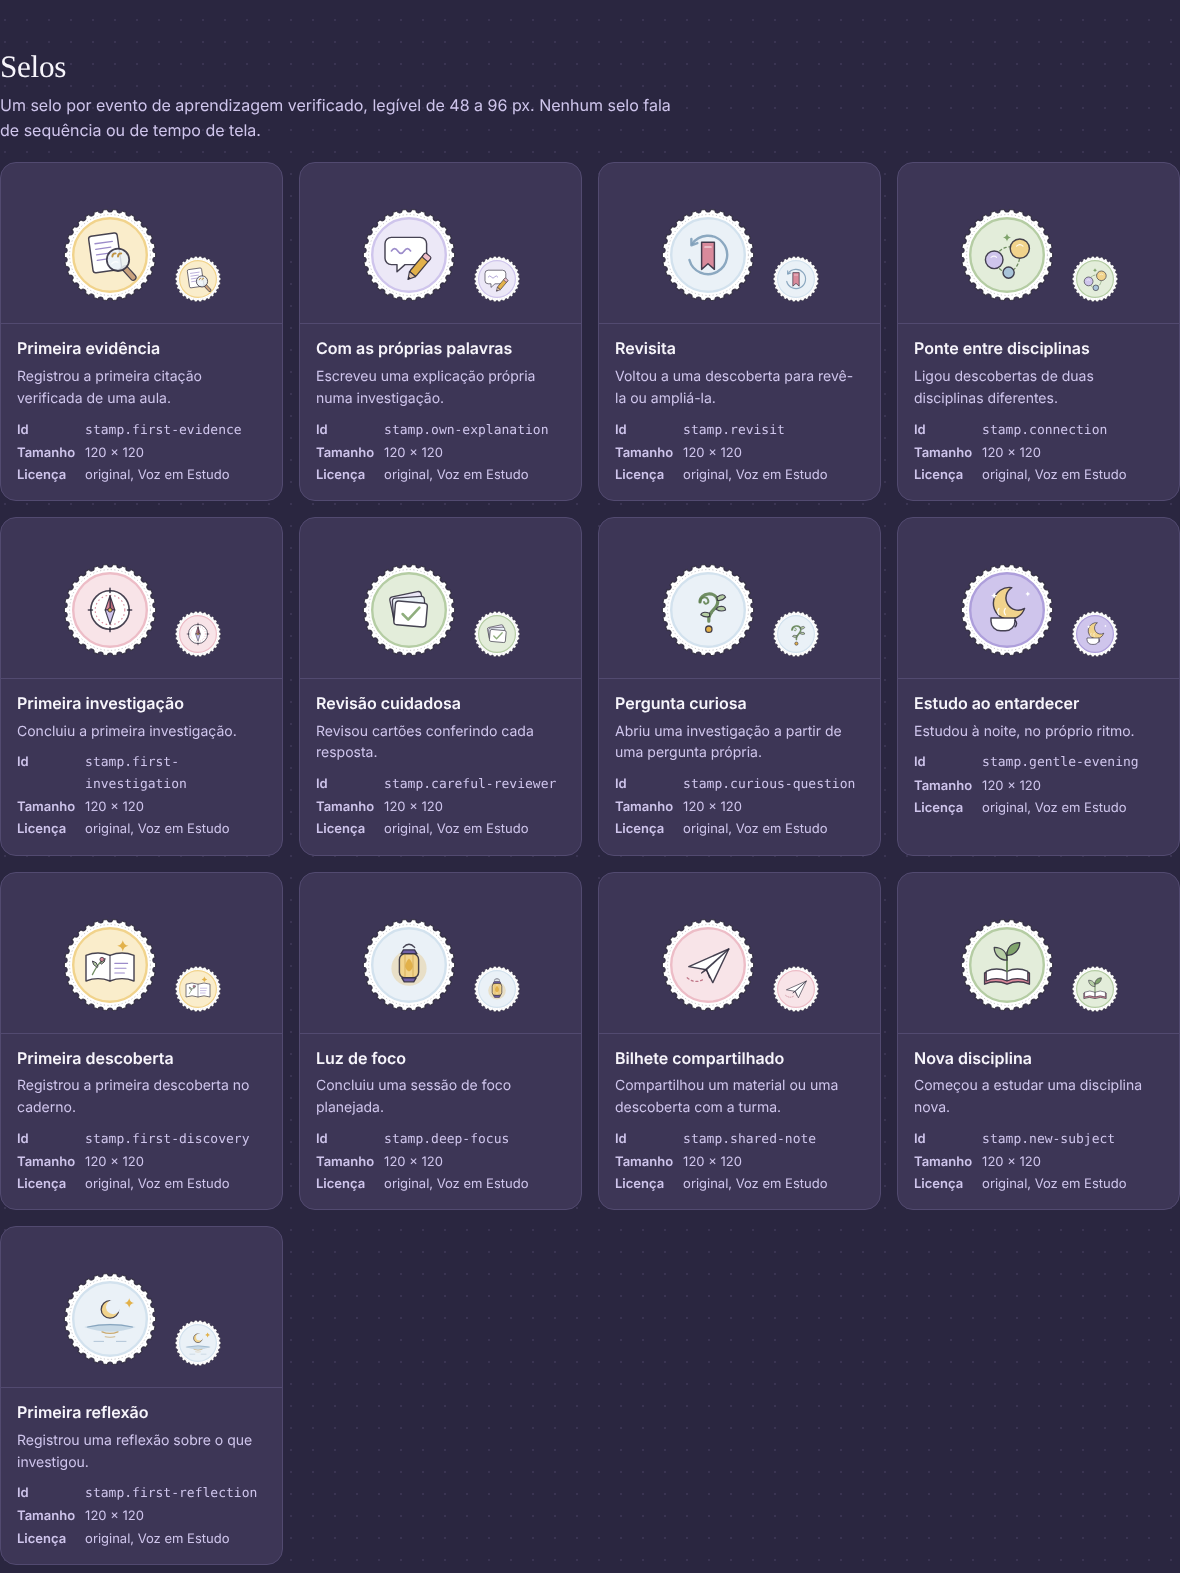 Selos
Um selo por evento de aprendizagem verificado, legível de 48 a 96 px. Nenhum selo fala
de sequência ou de tempo de tela.
Primeira evidência
Registrou a primeira citação
verificada de uma aula.
Id stamp.first-evidence
Tamanho 120 × 120
Licença original, Voz em Estudo
Com as próprias palavras
Escreveu uma explicação própria
numa investigação.
Id stamp.own-explanation
Tamanho 120 × 120
Licença original, Voz em Estudo
Revisita
Voltou a uma descoberta para revê-
la ou ampliá-la.
Id stamp.revisit
Tamanho 120 × 120
Licença original, Voz em Estudo
Ponte entre disciplinas
Ligou descobertas de duas
disciplinas diferentes.
Id stamp.connection
Tamanho 120 × 120
Licença original, Voz em Estudo
Primeira investigação
Concluiu a primeira investigação.
Id stamp.first-
investigation
Tamanho 120 × 120
Licença original, Voz em Estudo
Revisão cuidadosa
Revisou cartões conferindo cada
resposta.
Id stamp.careful-reviewer
Tamanho 120 × 120
Licença original, Voz em Estudo
Pergunta curiosa
Abriu uma investigação a partir de
uma pergunta própria.
Id stamp.curious-question
Tamanho 120 × 120
Licença original, Voz em Estudo
Estudo ao entardecer
Estudou à noite, no próprio ritmo.
Id stamp.gentle-evening
Tamanho 120 × 120
Licença original, Voz em Estudo
Primeira descoberta
Registrou a primeira descoberta no
caderno.
Id stamp.first-discovery
Tamanho 120 × 120
Licença original, Voz em Estudo
Luz de foco
Concluiu uma sessão de foco
planejada.
Id stamp.deep-focus
Tamanho 120 × 120
Licença original, Voz em Estudo
Bilhete compartilhado
Compartilhou um material ou uma
descoberta com a turma.
Id stamp.shared-note
Tamanho 120 × 120
Licença original, Voz em Estudo
Nova disciplina
Começou a estudar uma disciplina
nova.
Id stamp.new-subject
Tamanho 120 × 120
Licença original, Voz em Estudo
Primeira reflexão
Registrou uma reflexão sobre o que
investigou.
Id stamp.first-reflection
Tamanho 120 × 120
Licença original, Voz em Estudo